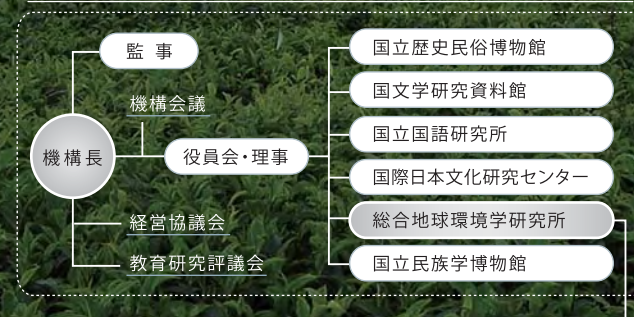 監事
機構会議
機構長
役員会・理事
経営協議会
教育研究評議会
国立歴史民俗博物館
国文学研究資料館
国立国語研究所
国際日本文化研究センター
総合地球環境学研究所
国立民族学博物館